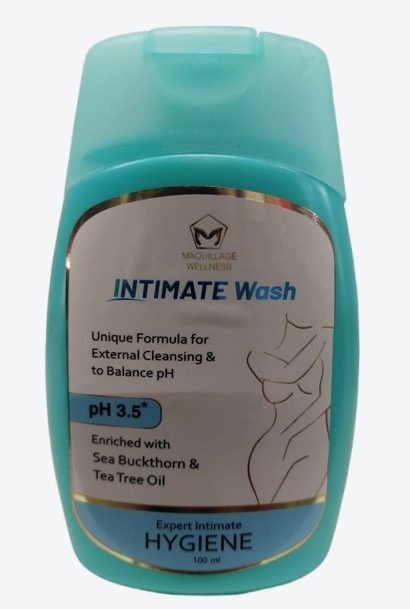 MAQUILLAGE
WELLNESS
INTIMATE Wash
Unique Formula for
External Cleansing &
to Balance pH
pH 3.5*
Enriched with
Sea Buckthorn &
Tea Tree Oil
Expert Intimate
HYGIENE
100 ml